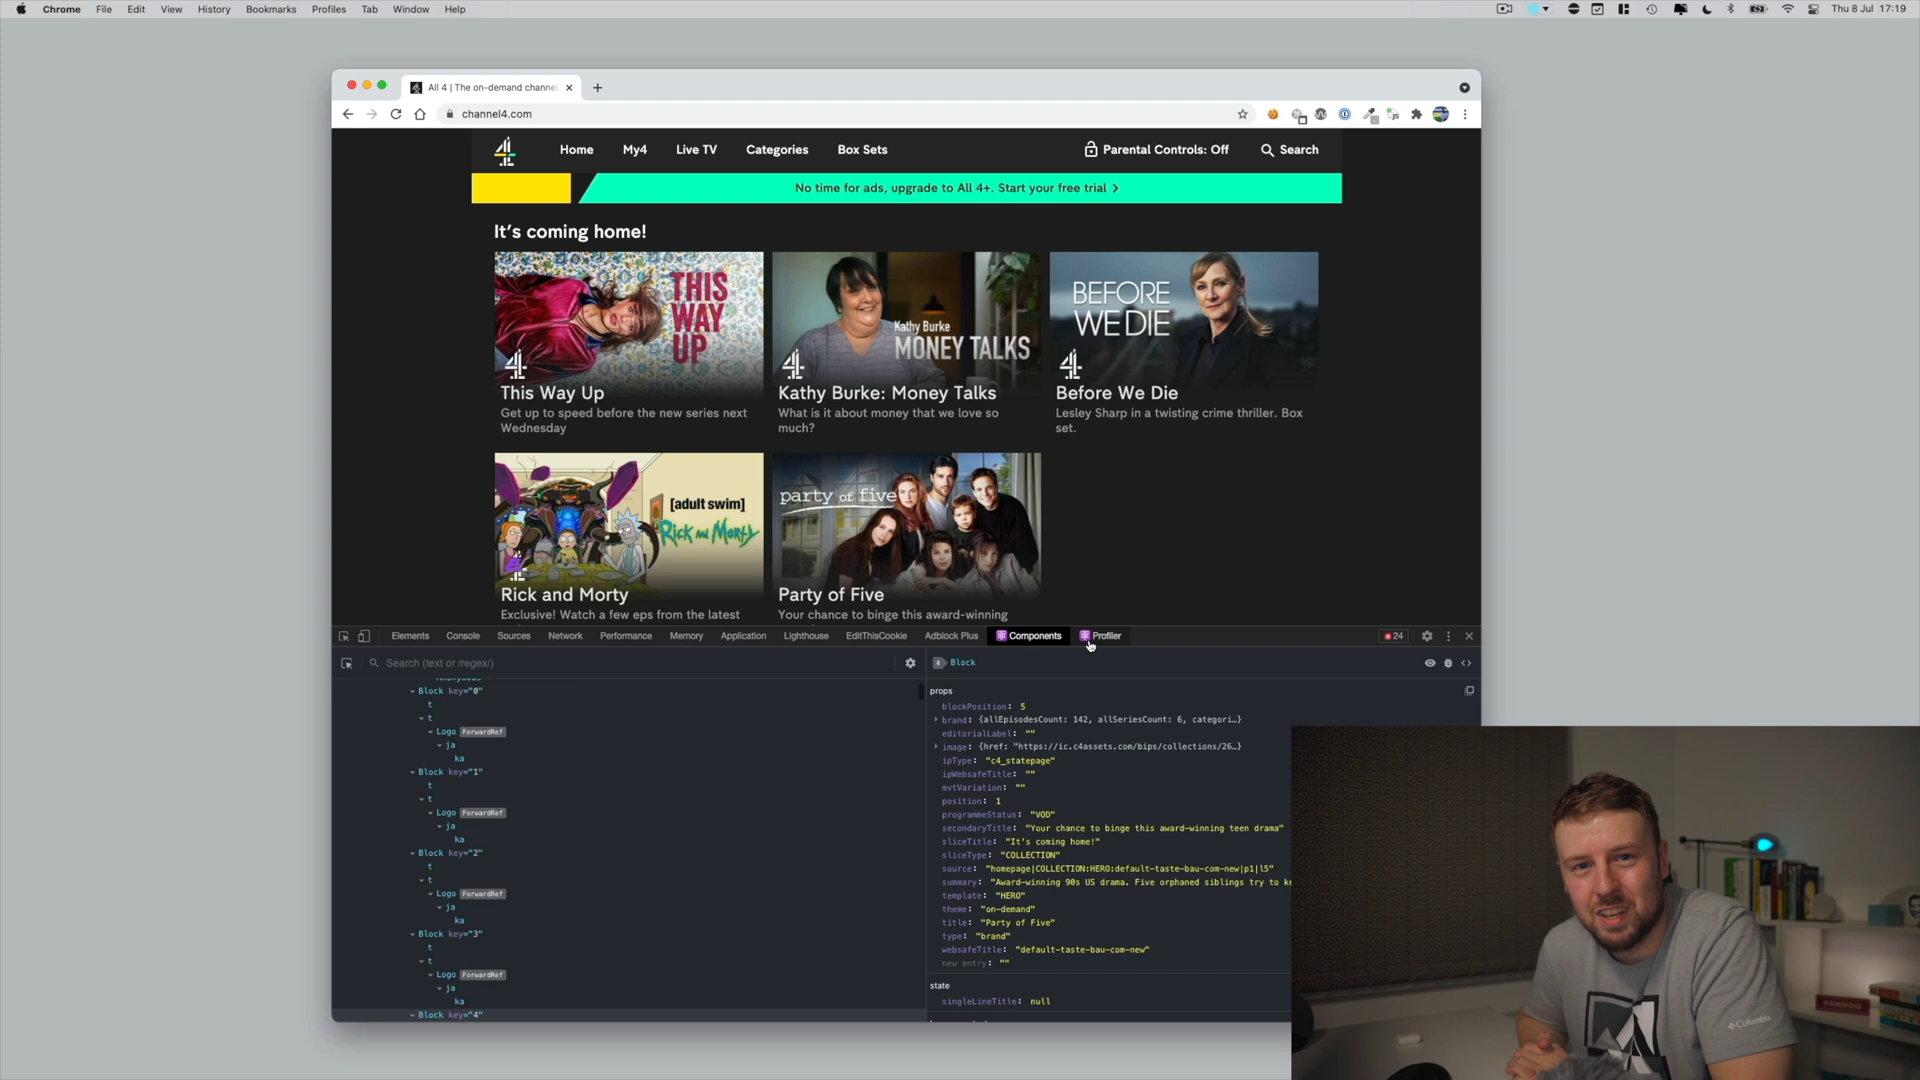 Chrome File Edit View History Bookmarks Profiles Tab Window Help
Thu 8 Jul 17:19
All 4 | The on-demand channe
channel4.com
Home My4 Live TV Categories Box Sets
Parental Controls: Off
Search
No time for ads, upgrade to All 4+. Start your free trial >
It's coming home!
THIS WAY UP
Kathy Burke
MONEY TALKS
BEFORE WE DIE
This Way Up
Get up to speed before the new series next
Wednesday
Kathy Burke: Money Talks
What is it about money that we love so
much?
Before We Die
Lesley Sharp in a twisting crime thriller. Box
set.
[adult swim]
Rick and Morty
party of five
Rick and Morty
Exclusive! Watch a few eps from the latest
Party of Five
Your chance to binge this award-winning
Elements Console Sources Network Performance Memory Application Lighthouse EditThisCookie Adblock Plus Components Profiler
24
Search (text or /regex/)
Block key="0"
t
t
Logo ForwardRef
ja
ka
Block key="1"
t
t
Logo ForwardRef
ja
ka
Block key="2"
t
t
Logo ForwardRef
ja
ka
Block key="3"
t
t
Logo ForwardRef
ja
ka
Block key="4"
4 Block
props
blockPosition: 5
brand: {allEpisodesCount: 142, allSeriesCount: 6, categori…}
editorialLabel: ""
image: {href: "https://ic.c4assets.com/bips/collections/26…}
ipType: "c4_statepage"
ipWebsafeTitle: ""
mvtVariation: ""
position: 1
programmeStatus: "VOD"
secondaryTitle: "Your chance to binge this award-winning teen drama"
sliceTitle: "It's coming home!"
sliceType: "COLLECTION"
source: "homepage|COLLECTION:HERO:default-taste-bau-com-new|p1|l5"
summary: "Award-winning 90s US drama. Five orphaned siblings try to ke
template: "HERO"
theme: "on-demand"
title: "Party of Five"
type: "brand"
websafeTitle: "default-taste-bau-com-new"
new entry: ""
state
singleLineTitle: null
Columbia